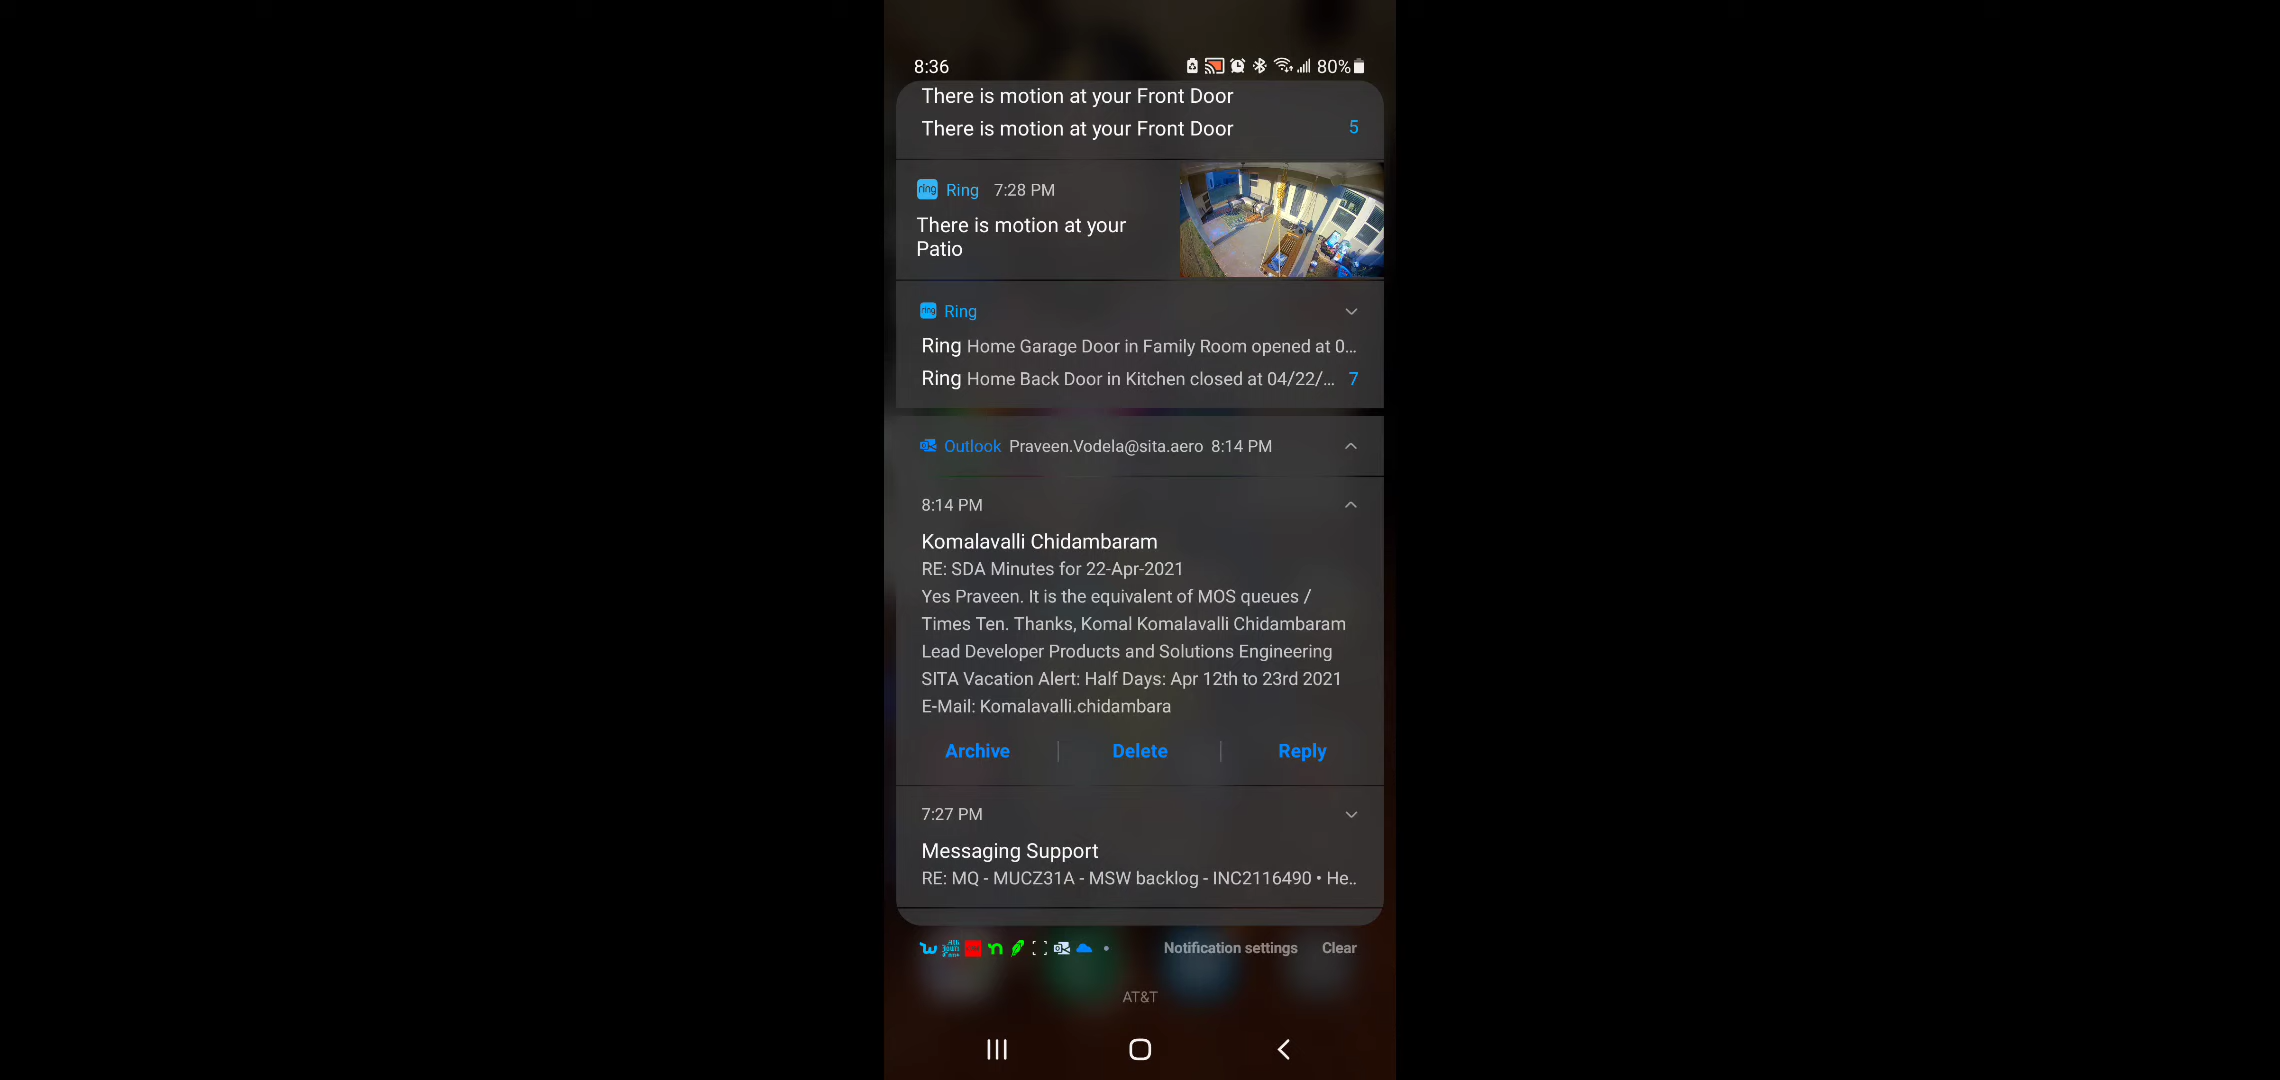 8:36
80%
There is motion at your Front Door
There is motion at your Front Door 5
ring Ring 7:28 PM
There is motion at your
Patio
ring Ring
Ring Home Garage Door in Family Room opened at 0...
Ring Home Back Door in Kitchen closed at 04/22/... 7
Outlook Praveen.Vodela@sita.aero 8:14 PM
8:14 PM
Komalavalli Chidambaram
RE: SDA Minutes for 22-Apr-2021
Yes Praveen. It is the equivalent of MOS queues /
Times Ten. Thanks, Komal Komalavalli Chidambaram
Lead Developer Products and Solutions Engineering
SITA Vacation Alert: Half Days: Apr 12th to 23rd 2021
E-Mail: Komalavalli.chidambara
Archive | Delete | Reply
7:27 PM
Messaging Support
RE: MQ - MUCZ31A - MSW backlog - INC2116490 • He..
Notification settings Clear
AT&T